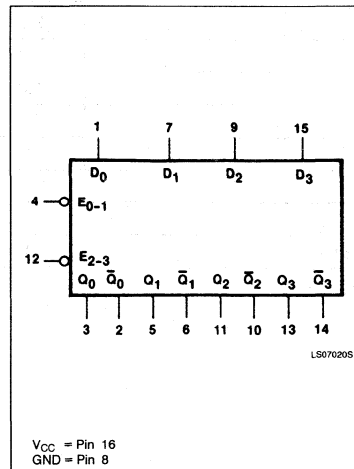 1 7 9 15
D0 D1 D2 D3
4 E0-1
12 E2-3
Q0 Q̅0 Q1 Q̅1 Q2 Q̅2 Q3 Q̅3
3 2 5 6 11 10 13 14
LS07020S
VCC = Pin 16
GND = Pin 8